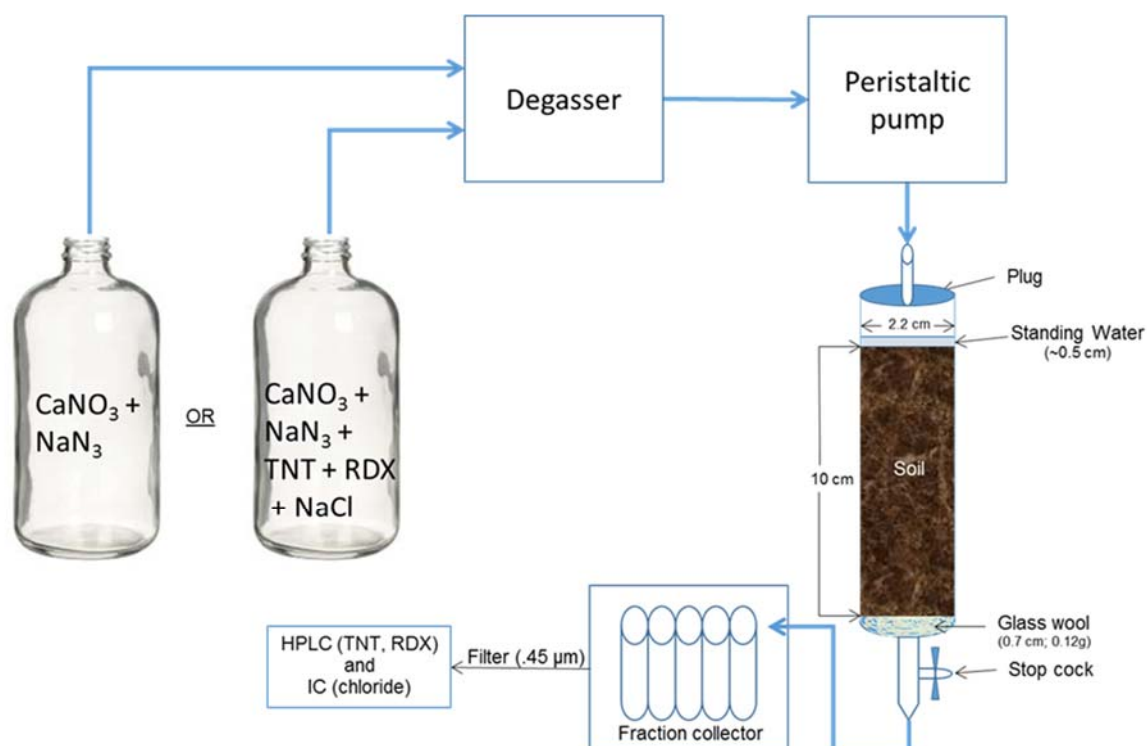 Degasser
Peristaltic
pump
Plug
2.2 cm
Standing Water
(~0.5 cm)
CaNO₃ +
NaN₃
OR
CaNO₃ +
NaN₃ +
TNT + RDX
+ NaCl
10 cm
Soil
Glass wool
(0.7 cm; 0.12g)
Stop cock
HPLC (TNT, RDX)
and
IC (chloride)
Filter (.45 µm)
Fraction collector